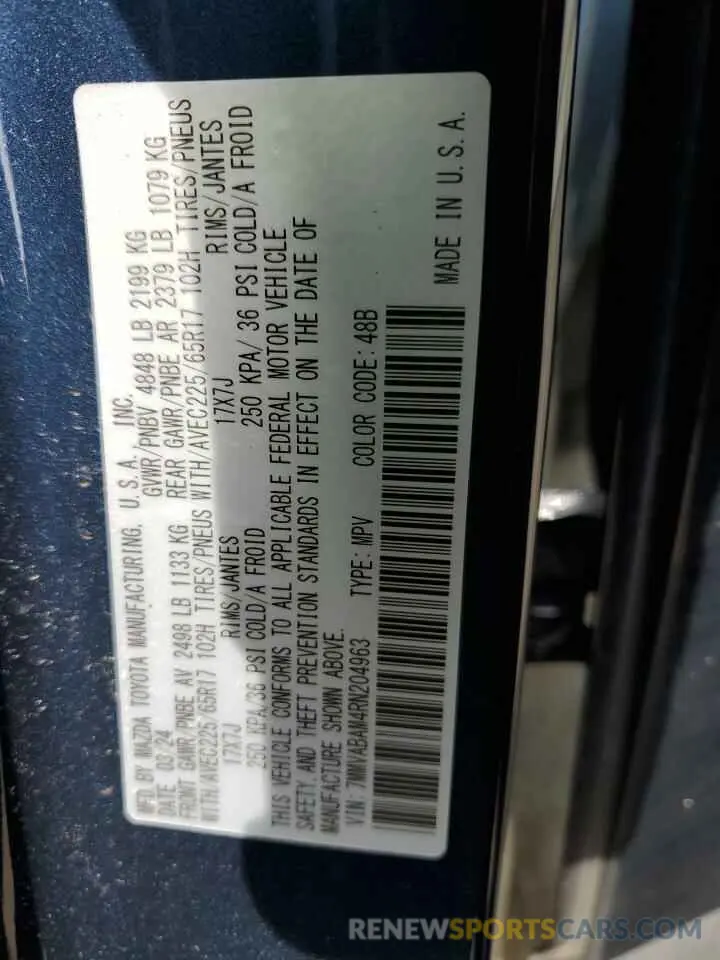 MFD. BY MAZDA TOYOTA MANUFACTURING, U.S.A., INC.
DATE 03/24 GVWR/PNBV 4848 LB 2199 KG
FRONT GAWR/PNBE AV 2498 LB 1133 KG REAR GAWR/PNBE AR 2379 LB 1079 KG
WITH/AVEC225/65R17 102H TIRES/PNEUS WITH/AVEC225/65R17 102H TIRES/PNEUS
17X7J RIMS/JANTES 17X7J RIMS/JANTES
250 KPA/36 PSI COLD/A FROID 250 KPA/ 36 PSI COLD/A FROID
THIS VEHICLE CONFORMS TO ALL APPLICABLE FEDERAL MOTOR VEHICLE
SAFETY AND THEFT PREVENTION STANDARDS IN EFFECT ON THE DATE OF
MANUFACTURE SHOWN ABOVE.
VIN: 7MMVABAM4RN204963 TYPE: MPV COLOR CODE: 48B
MADE IN U.S.A.
RENEWSPORTSCARS.COM